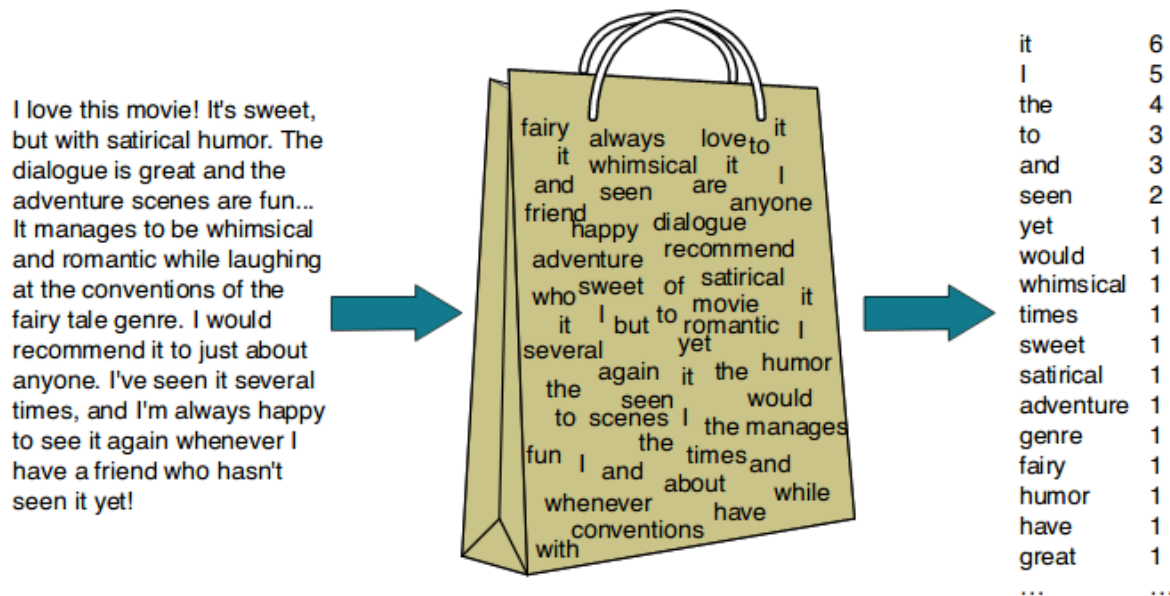 I love this movie! It's sweet,
but with satirical humor. The
dialogue is great and the
adventure scenes are fun...
It manages to be whimsical
and romantic while laughing
at the conventions of the
fairy tale genre. I would
recommend it to just about
anyone. I've seen it several
times, and I'm always happy
to see it again whenever I
have a friend who hasn't
seen it yet!
fairy always love to it
it whimsical it I
and seen are anyone
friend happy dialogue
adventure recommend
who sweet of satirical
it I but to movie it
romantic I
several yet
again it the humor
the seen would
to scenes I the manages
fun I and the times and
about while
whenever have
conventions
with
it 6
I 5
the 4
to 3
and 3
seen 2
yet 1
would 1
whimsical 1
times 1
sweet 1
satirical 1
adventure 1
genre 1
fairy 1
humor 1
have 1
great 1
... ...